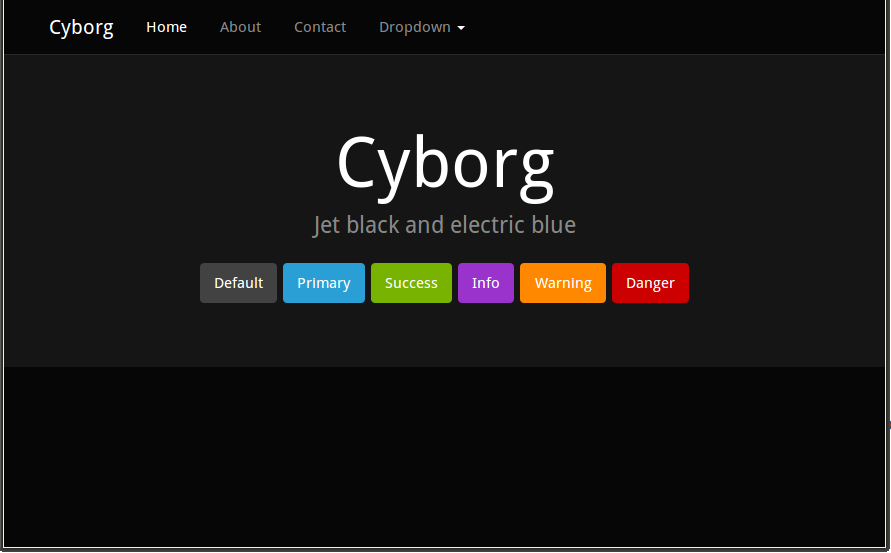 Cyborg Home About Contact Dropdown
Cyborg
Jet black and electric blue
Default Primary Success Info Warning Danger